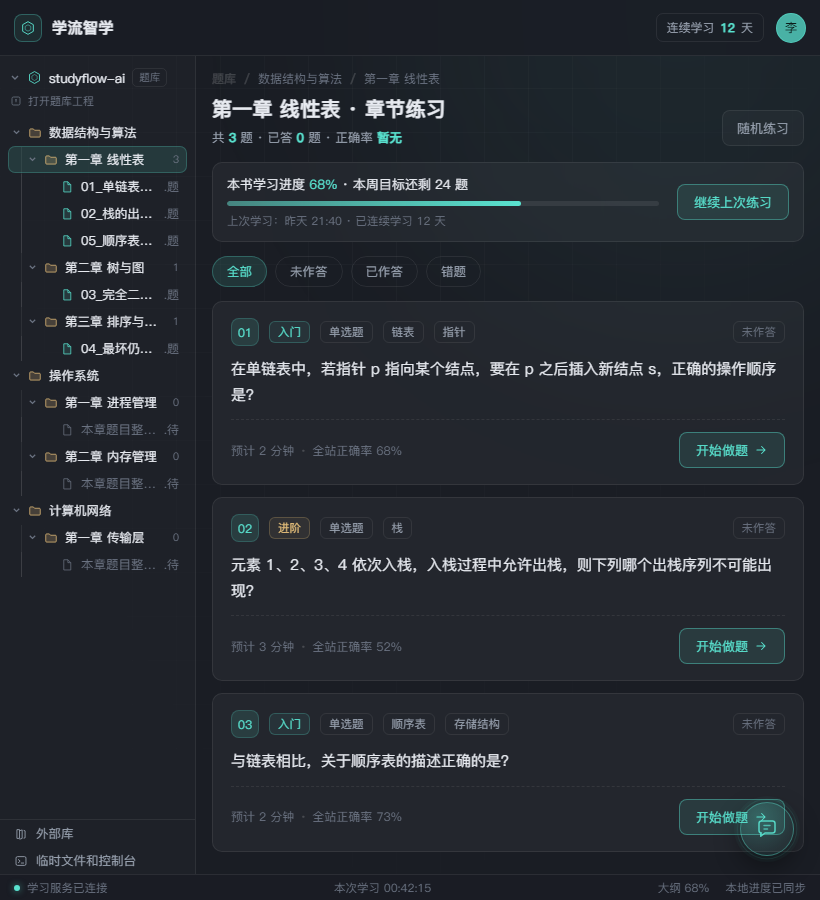 学流智学
连续学习 12 天
李
studyflow-ai 题库
打开题库工程
数据结构与算法
第一章 线性表 3
01_单链表… .题
02_栈的出… .题
05_顺序表… .题
第二章 树与图 1
03_完全二… .题
第三章 排序与… 1
04_最坏仍… .题
操作系统
第一章 进程管理 0
本章题目整… .待
第二章 内存管理 0
本章题目整… .待
计算机网络
第一章 传输层 0
本章题目整… .待
外部库
临时文件和控制台
题库 / 数据结构与算法 / 第一章 线性表
第一章 线性表 · 章节练习
共 3 题 · 已答 0 题 · 正确率 暂无
随机练习
本书学习进度 68% · 本周目标还剩 24 题
上次学习：昨天 21:40 · 已连续学习 12 天
继续上次练习
全部 未作答 已作答 错题
01 入门 单选题 链表 指针 未作答
在单链表中，若指针 p 指向某个结点，要在 p 之后插入新结点 s，正确的操作顺序
是？
预计 2 分钟 · 全站正确率 68%
开始做题 →
02 进阶 单选题 栈 未作答
元素 1、2、3、4 依次入栈，入栈过程中允许出栈，则下列哪个出栈序列不可能出
现？
预计 3 分钟 · 全站正确率 52%
开始做题 →
03 入门 单选题 顺序表 存储结构 未作答
与链表相比，关于顺序表的描述正确的是？
预计 2 分钟 · 全站正确率 73%
开始做题 →
学习服务已连接
本次学习 00:42:15
大纲 68% 本地进度已同步